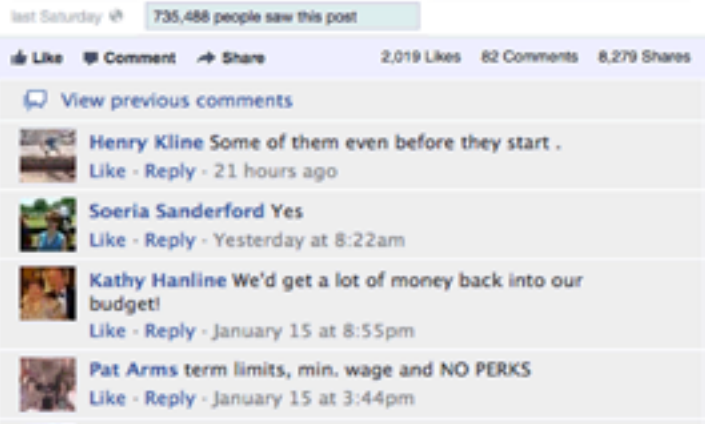 last Saturday
735,488 people saw this post
Like Comment Share 2,019 Likes 82 Comments 8,279 Shares
View previous comments
Henry Kline Some of them even before they start .
Like · Reply · 21 hours ago
Soeria Sanderford Yes
Like · Reply · Yesterday at 8:22am
Kathy Hanline We'd get a lot of money back into our
budget!
Like · Reply · January 15 at 8:55pm
Pat Arms term limits, min. wage and NO PERKS
Like · Reply · January 15 at 3:44pm